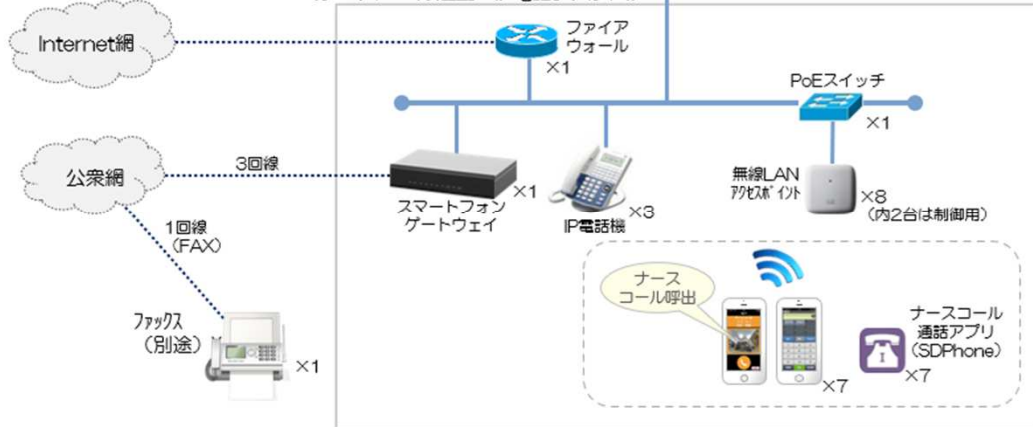 Internet網
ファイア
ウォール
×1
PoEスイッチ
×1
公衆網
3回線
×1
スマートフォン
ゲートウェイ
×3
IP電話機
無線LAN
アクセスポイント
×8
(内2台は制御用)
1回線
(FAX)
ナース
コール呼出
ファックス
(別途)
×1
×7
ナースコール
通話アプリ
(SDPhone)
×7